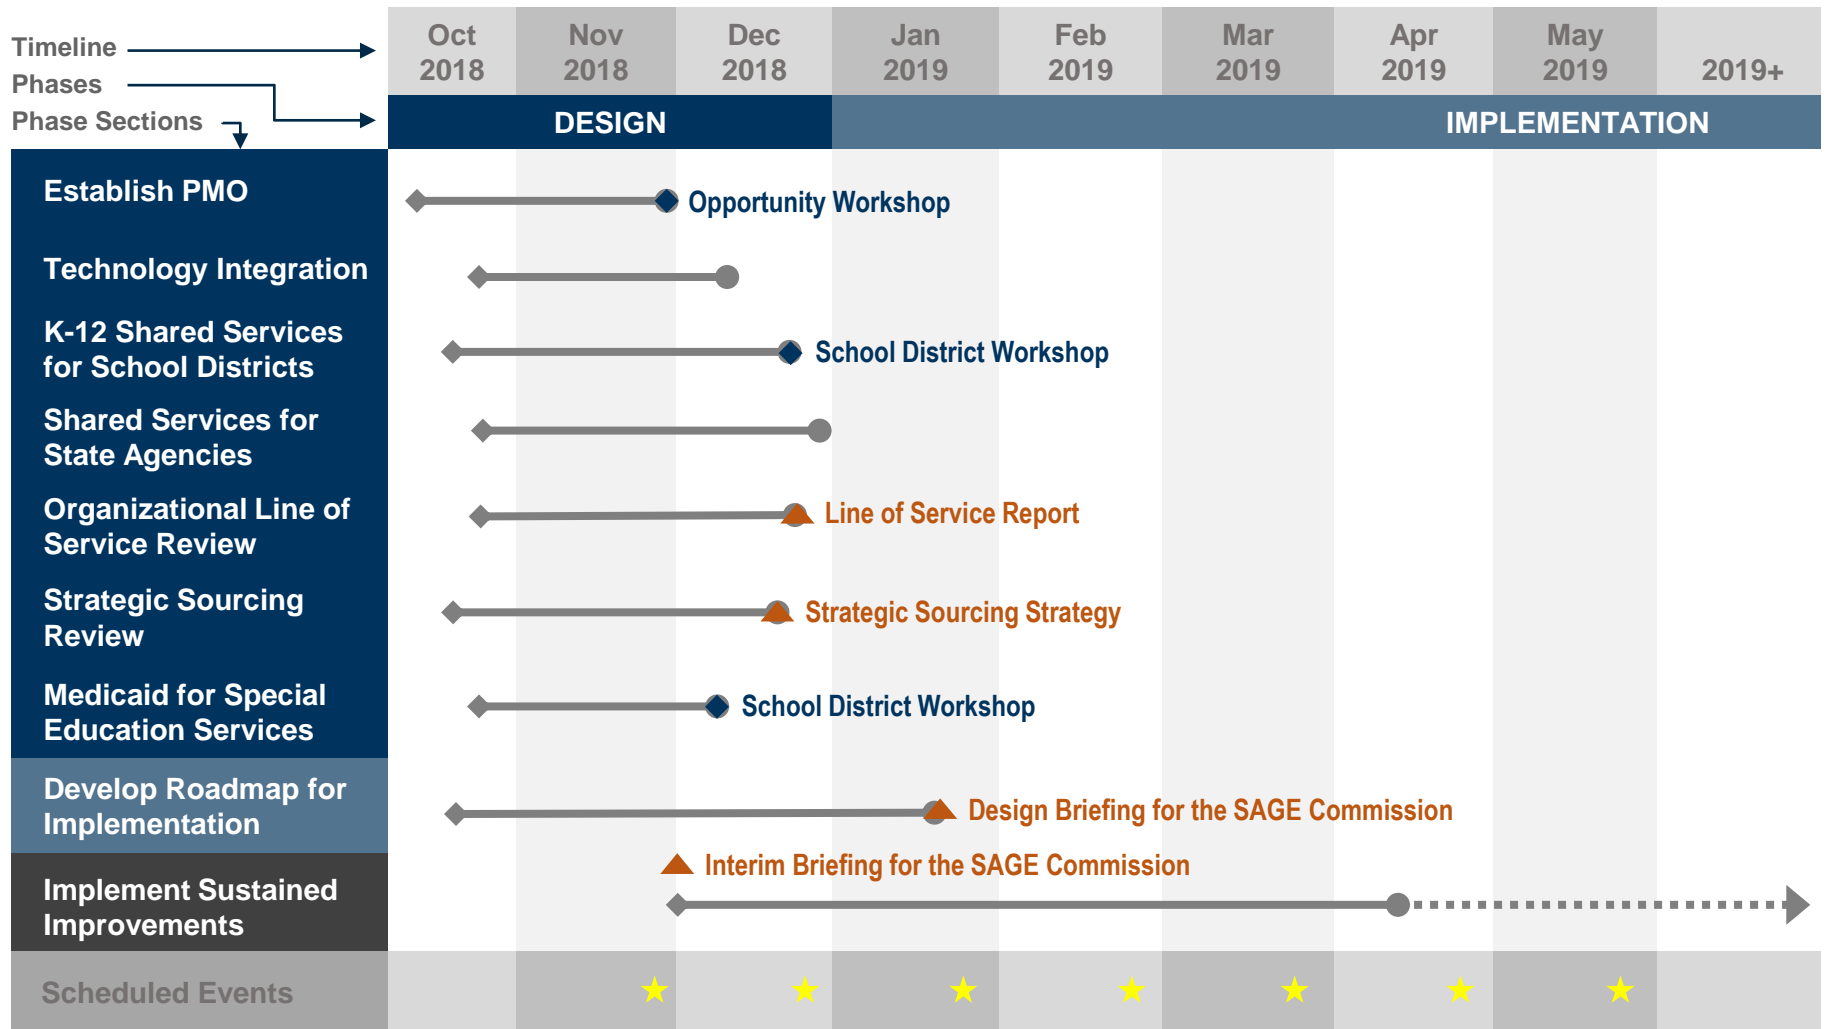 Timeline
Phases
Phase Sections
Oct
2018
Nov
2018
Dec
2018
Jan
2019
Feb
2019
Mar
2019
Apr
2019
May
2019
2019+
DESIGN
IMPLEMENTATION
Establish PMO
Opportunity Workshop
Technology Integration
K-12 Shared Services
for School Districts
School District Workshop
Shared Services for
State Agencies
Organizational Line of
Service Review
Line of Service Report
Strategic Sourcing
Review
Strategic Sourcing Strategy
Medicaid for Special
Education Services
School District Workshop
Develop Roadmap for
Implementation
Design Briefing for the SAGE Commission
Interim Briefing for the SAGE Commission
Implement Sustained
Improvements
Scheduled Events